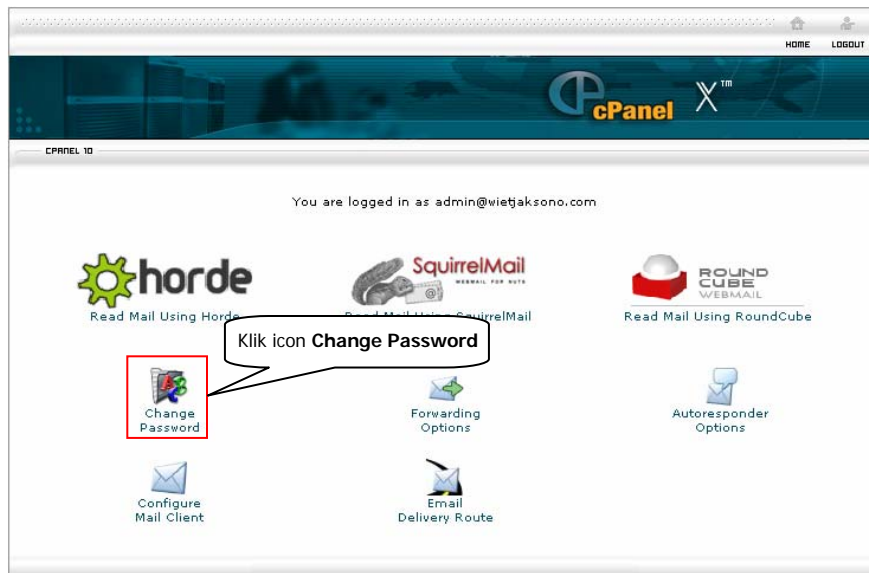 HOME LOGOUT
cPanel X™
CPANEL 10
You are logged in as admin@wietjaksono.com
horde
SquirrelMail
WEBMAIL FOR NUTS
ROUND
CUBE
WEBMAIL
Read Mail Using Horde
Read Mail Using SquirrelMail
Read Mail Using RoundCube
Klik icon Change Password
Change
Password
Forwarding
Options
Autoresponder
Options
Configure
Mail Client
Email
Delivery Route